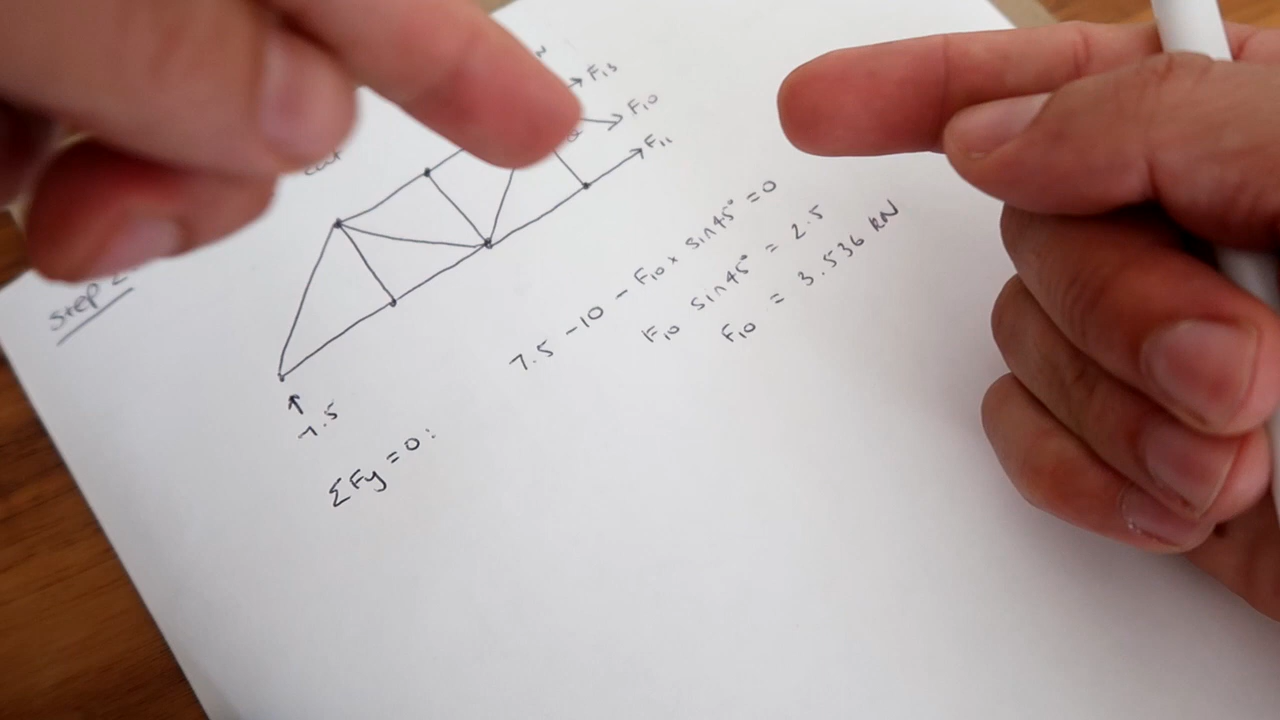 F₁₃
F₁₀
F₁₁
α
cut
Step 2
7.5
ΣFy = 0:
7.5 - 10 - F₁₀ × sin45° = 0
F₁₀ sin45° = 2.5
F₁₀ = 3.536 kN